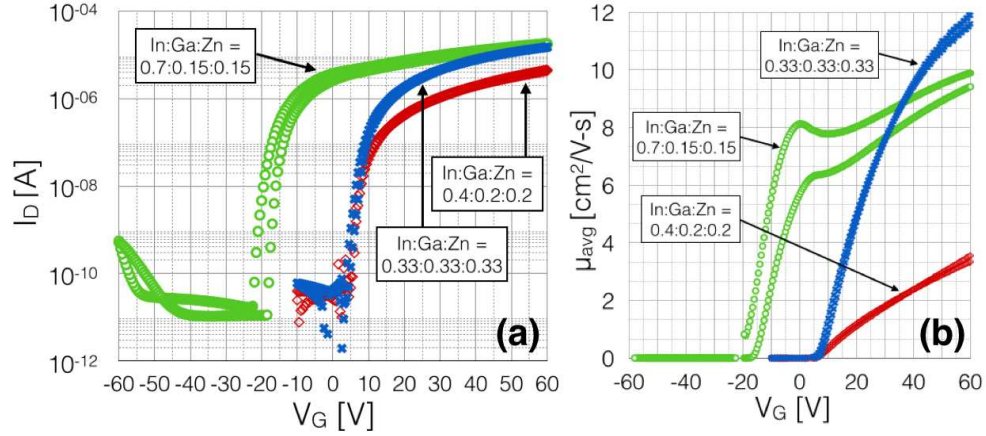 10⁻⁰⁴
10⁻⁰⁶
10⁻⁰⁸
10⁻¹⁰
10⁻¹²
I_D [A]
In:Ga:Zn =
0.7:0.15:0.15
In:Ga:Zn =
0.4:0.2:0.2
In:Ga:Zn =
0.33:0.33:0.33
(a)
-60 -50 -40 -30 -20 -10 0 10 20 30 40 50 60
V_G [V]
12
10
8
6
4
2
0
μ_avg [cm²/V-s]
In:Ga:Zn =
0.33:0.33:0.33
In:Ga:Zn =
0.7:0.15:0.15
In:Ga:Zn =
0.4:0.2:0.2
(b)
-60 -40 -20 0 20 40 60
V_G [V]